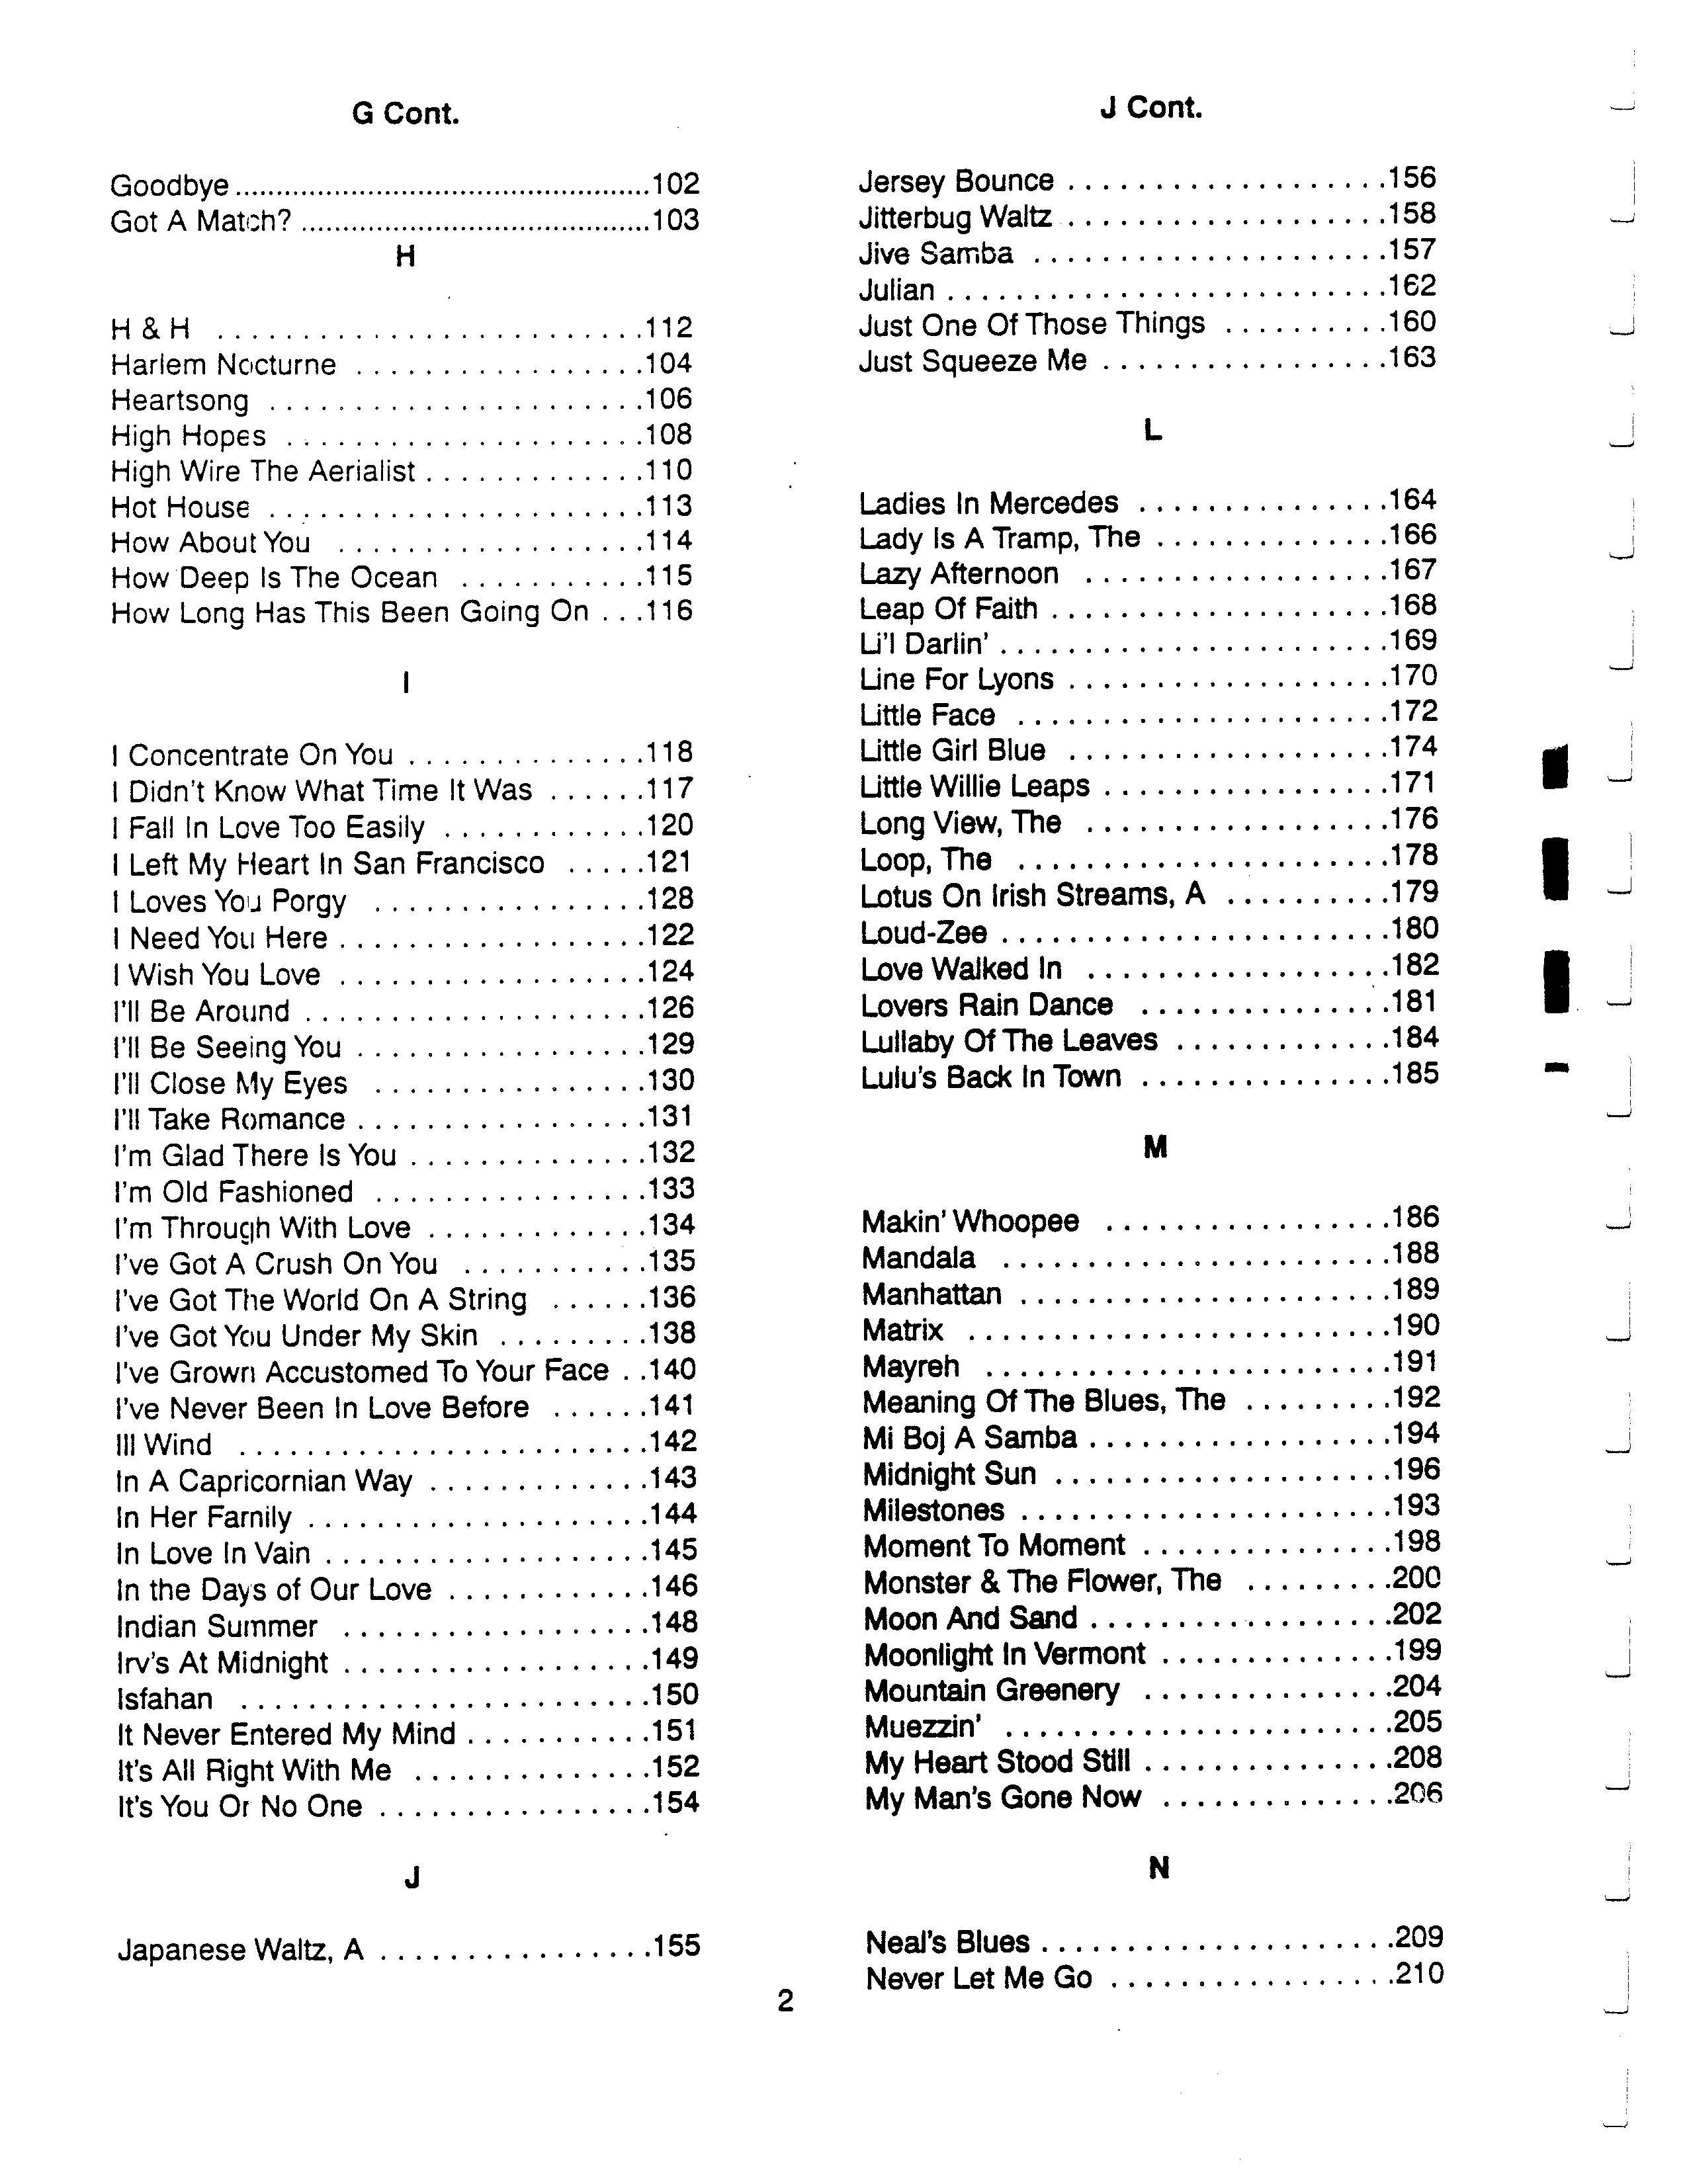 G Cont.
Goodbye..................................................102
Got A Match? ..........................................103
H
H & H .........................112
Harlem Nocturne .................104
Heartsong ......................106
High Hopes .....................108
High Wire The Aerialist .............110
Hot House ......................113
How About You ..................114
How Deep Is The Ocean ...........115
How Long Has This Been Going On ...116
I
I Concentrate On You ..............118
I Didn't Know What Time It Was ......117
I Fall In Love Too Easily ............120
I Left My Heart In San Francisco .....121
I Loves You Porgy ................128
I Need You Here ..................122
I Wish You Love ..................124
I'll Be Around ....................126
I'll Be Seeing You .................129
I'll Close My Eyes ................130
I'll Take Romance .................131
I'm Glad There Is You ..............132
I'm Old Fashioned ................133
I'm Through With Love .............134
I've Got A Crush On You ...........135
I've Got The World On A String ......136
I've Got You Under My Skin .........138
I've Grown Accustomed To Your Face ..140
I've Never Been In Love Before ......141
Ill Wind ........................142
In A Capricornian Way .............143
In Her Family ....................144
In Love In Vain ...................145
In the Days of Our Love ............146
Indian Summer ..................148
Irv's At Midnight ..................149
Isfahan ........................150
It Never Entered My Mind ...........151
It's All Right With Me ..............152
It's You Or No One ................154
J
Japanese Waltz, A ................155
J Cont.
Jersey Bounce ...................156
Jitterbug Waltz ...................158
Jive Samba .....................157
Julian ..........................162
Just One Of Those Things ..........160
Just Squeeze Me .................163
L
Ladies In Mercedes ...............164
Lady Is A Tramp, The ..............166
Lazy Afternoon ..................167
Leap Of Faith ....................168
Li'l Darlin' .......................169
Line For Lyons ...................170
Little Face ......................172
Little Girl Blue ...................174
Little Willie Leaps .................171
Long View, The ..................176
Loop, The ......................178
Lotus On Irish Streams, A ..........179
Loud-Zee .......................180
Love Walked In ..................182
Lovers Rain Dance ...............181
Lullaby Of The Leaves .............184
Lulu's Back In Town ...............185
M
Makin' Whoopee .................186
Mandala .......................188
Manhattan ......................189
Matrix .........................190
Mayreh ........................191
Meaning Of The Blues, The .........192
Mi Boj A Samba ..................194
Midnight Sun ....................196
Milestones ......................193
Moment To Moment ...............198
Monster & The Flower, The .........200
Moon And Sand ..................202
Moonlight In Vermont ..............199
Mountain Greenery ...............204
Muezzin' .......................205
My Heart Stood Still ...............208
My Man's Gone Now ..............206
N
Neal's Blues .....................209
Never Let Me Go .................210
2